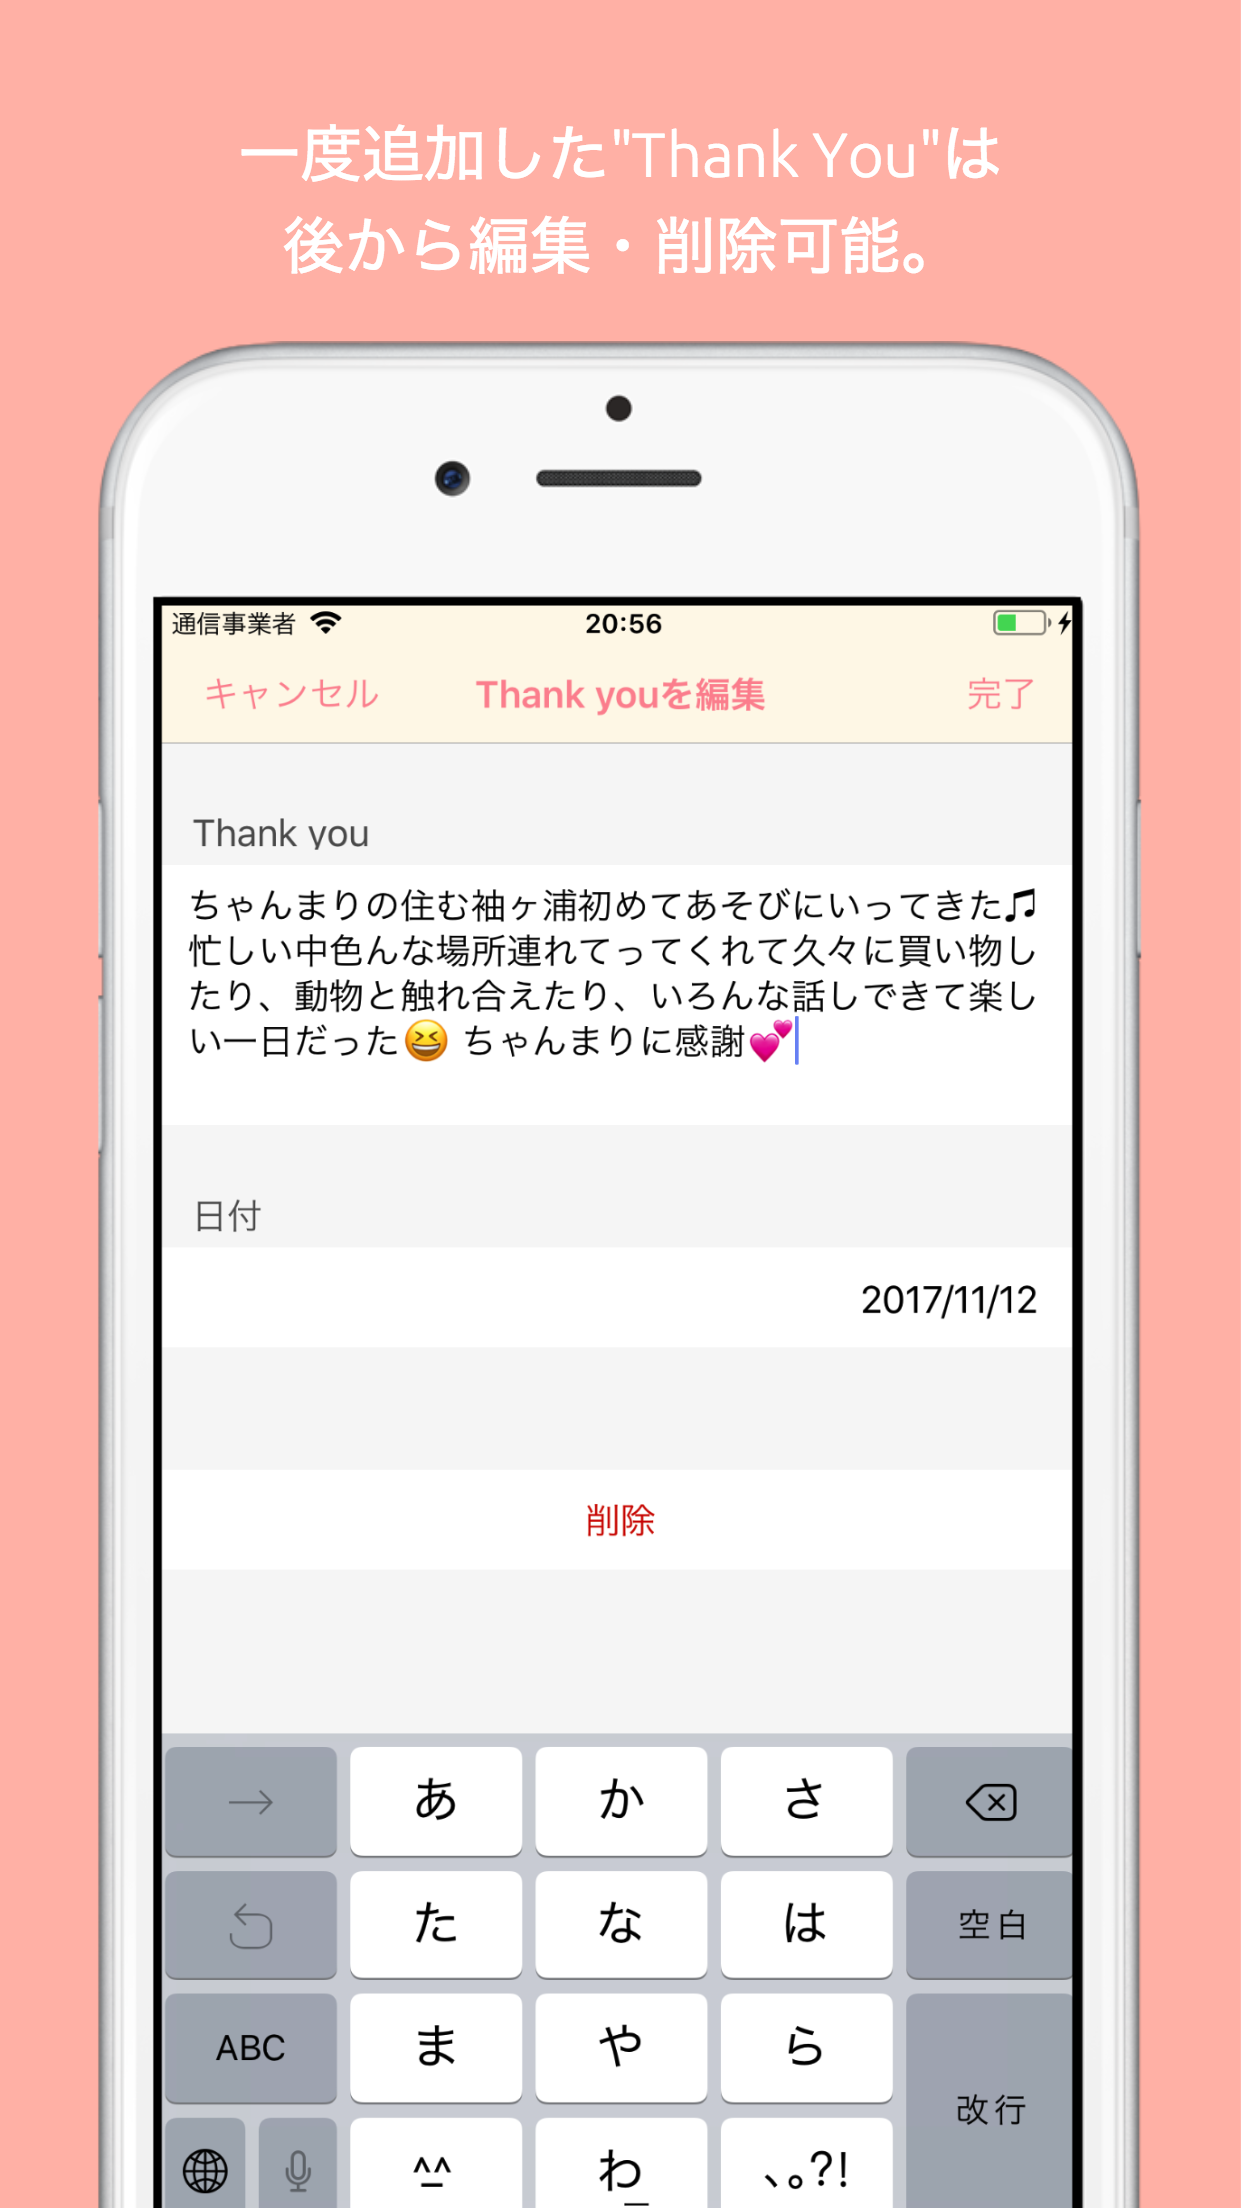 一度追加した"Thank You"は
後から編集・削除可能。
通信事業者 20:56
キャンセル Thank youを編集 完了
Thank you
ちゃんまりの住む袖ヶ浦初めてあそびにいってきた🎵
忙しい中色んな場所連れてってくれて久々に買い物し
たり、動物と触れ合えたり、いろんな話しできて楽し
い一日だった😆 ちゃんまりに感謝💕
日付
2017/11/12
削除
→ あ か さ
た な は 空白
ABC ま や ら
改行
^^ わ 、。?!